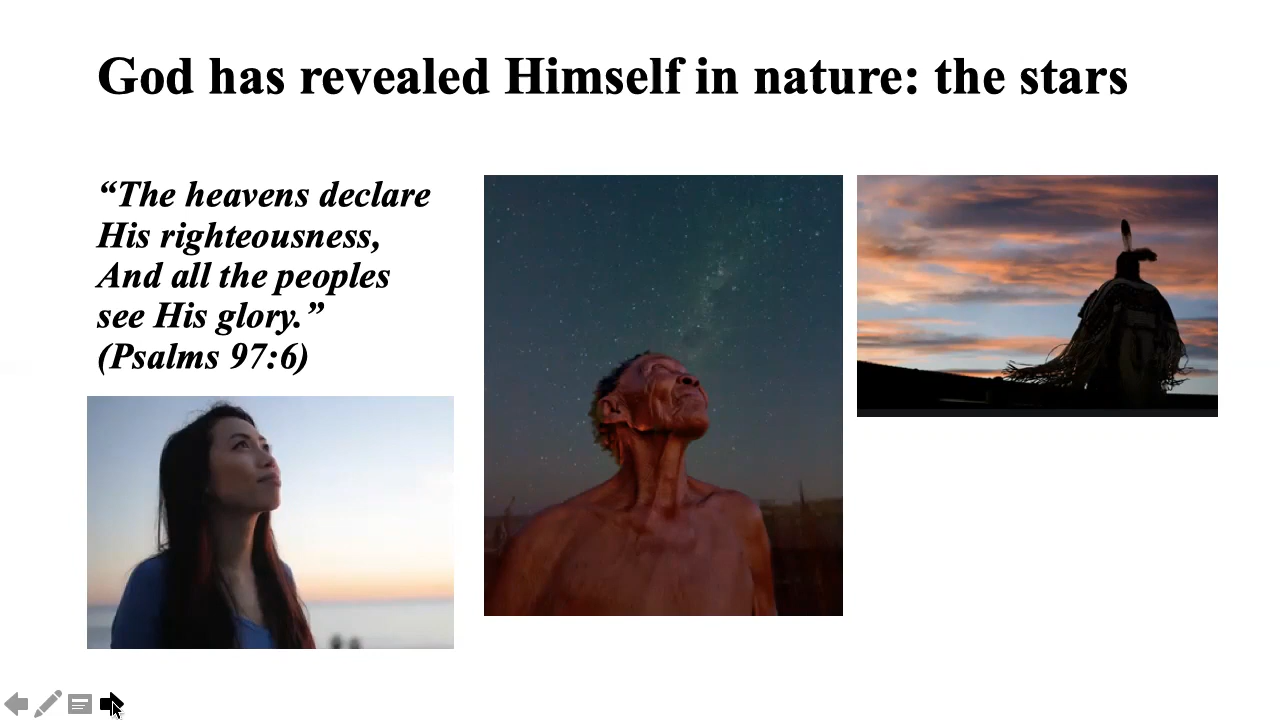 God has revealed Himself in nature: the stars
“The heavens declare
His righteousness,
And all the peoples
see His glory.”
(Psalms 97:6)